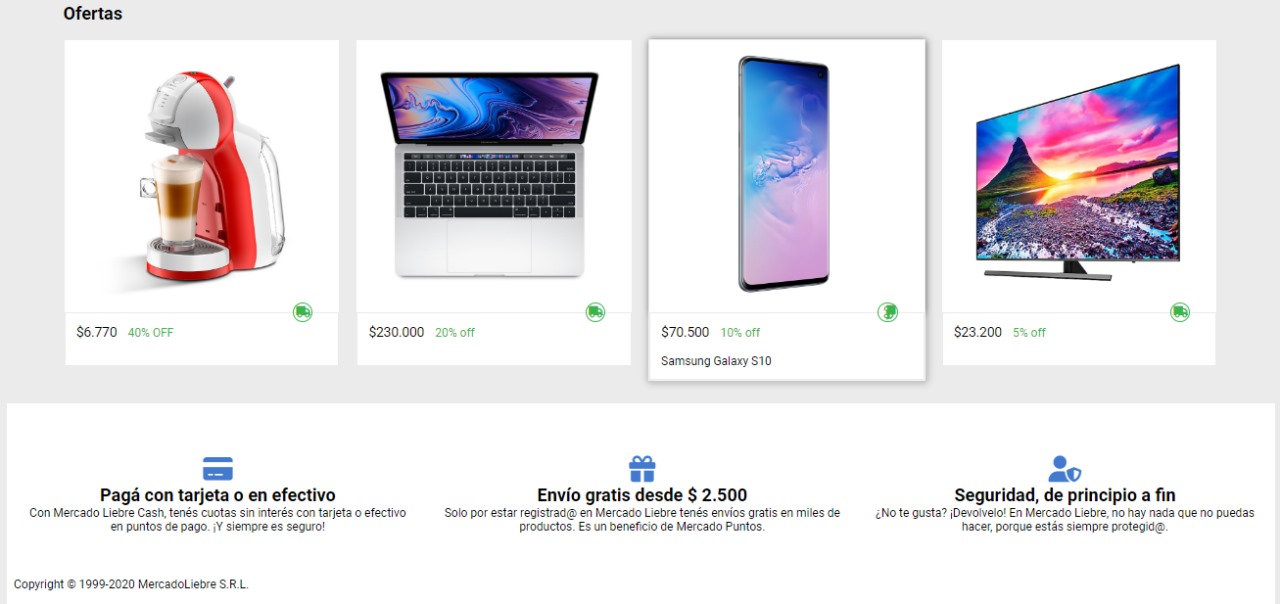 Ofertas
$6.770 40% OFF
$230.000 20% off
$70.500 10% off
Samsung Galaxy S10
$23.200 5% off
Pagá con tarjeta o en efectivo
Con Mercado Liebre Cash, tenés cuotas sin interés con tarjeta o efectivo
en puntos de pago. ¡Y siempre es seguro!
Envío gratis desde $ 2.500
Solo por estar registrad@ en Mercado Liebre tenés envíos gratis en miles de
productos. Es un beneficio de Mercado Puntos.
Seguridad, de principio a fin
¿No te gusta? ¡Devolvelo! En Mercado Liebre, no hay nada que no puedas
hacer, porque estás siempre protegid@.
Copyright © 1999-2020 MercadoLiebre S.R.L.